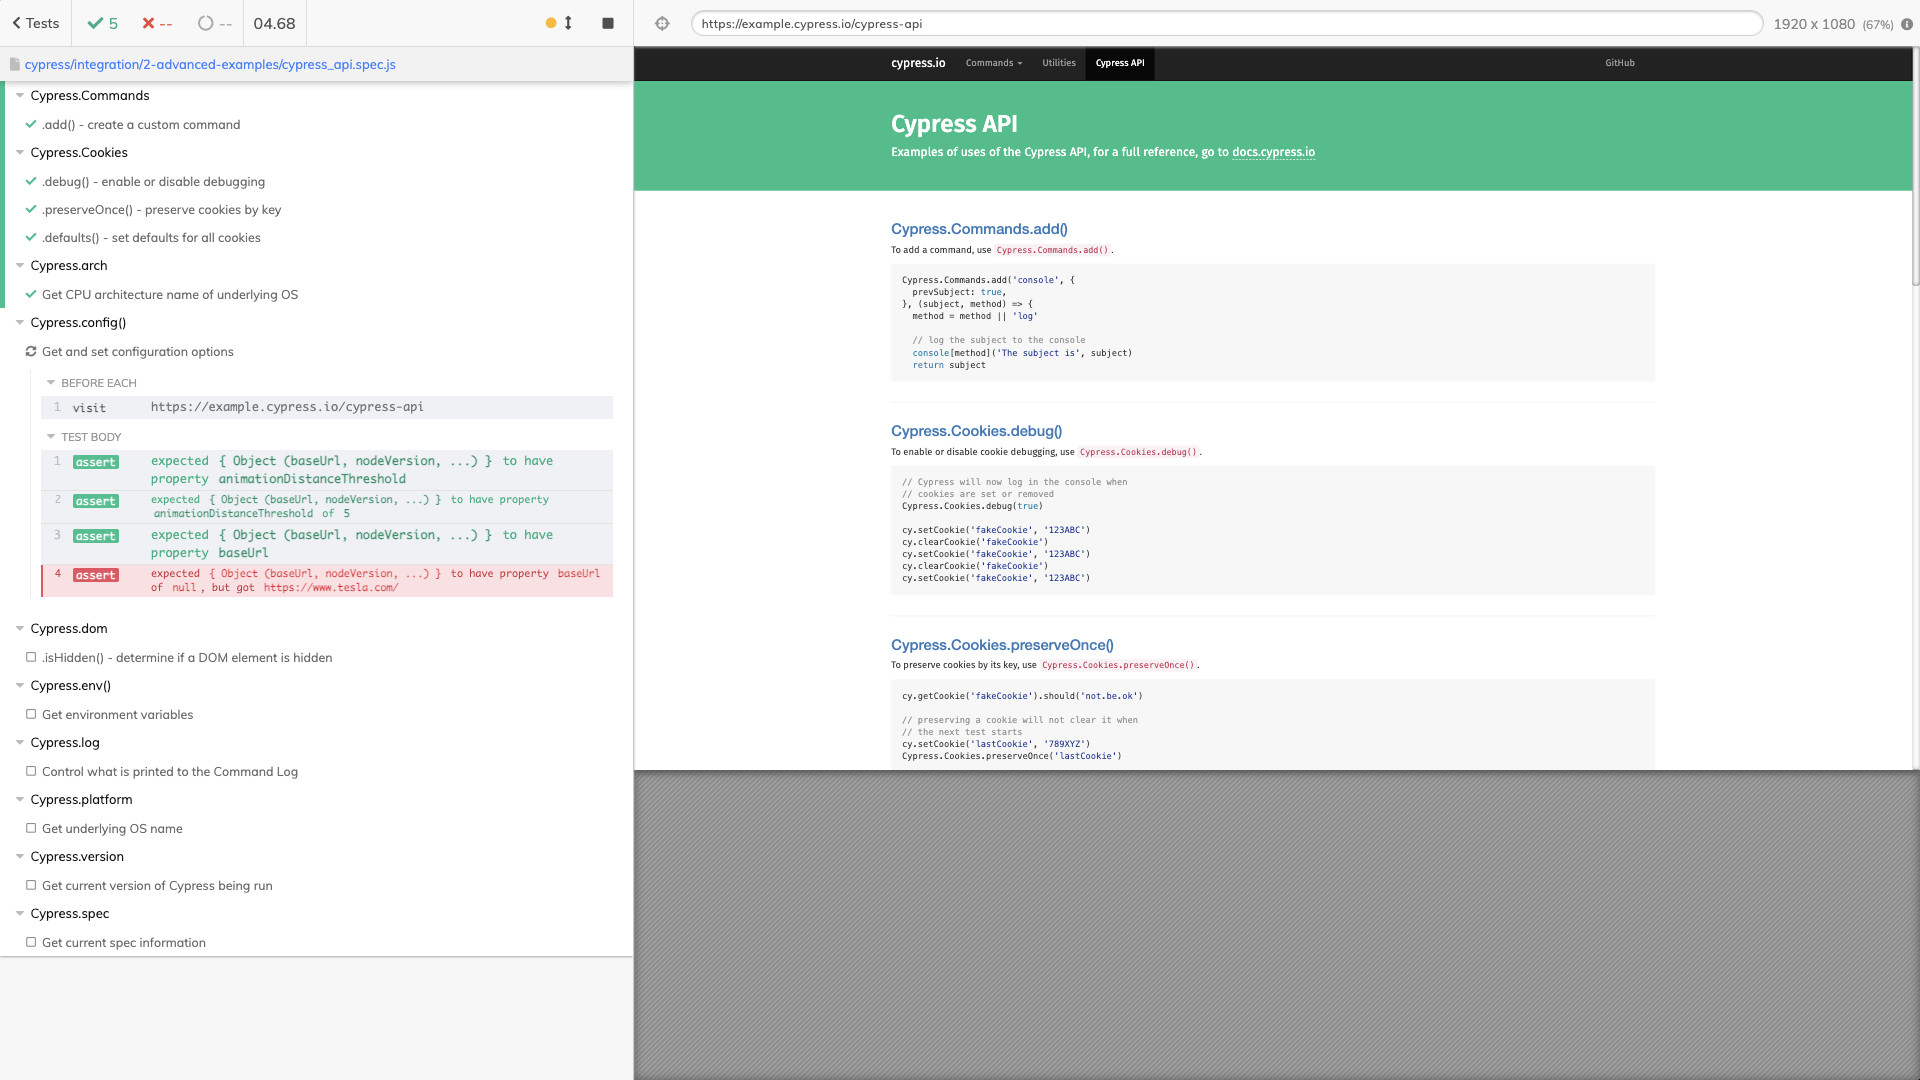 Tests
5
--
--
04.68
cypress/integration/2-advanced-examples/cypress_api.spec.js
Cypress.Commands
.add() - create a custom command
Cypress.Cookies
.debug() - enable or disable debugging
.preserveOnce() - preserve cookies by key
.defaults() - set defaults for all cookies
Cypress.arch
Get CPU architecture name of underlying OS
Cypress.config()
Get and set configuration options
BEFORE EACH
1 visit https://example.cypress.io/cypress-api
TEST BODY
1 assert expected { Object (baseUrl, nodeVersion, ...) } to have
property animationDistanceThreshold
2 assert expected { Object (baseUrl, nodeVersion, ...) } to have property
animationDistanceThreshold of 5
3 assert expected { Object (baseUrl, nodeVersion, ...) } to have
property baseUrl
4 assert expected { Object (baseUrl, nodeVersion, ...) } to have property baseUrl
of null, but got https://www.tesla.com/
Cypress.dom
.isHidden() - determine if a DOM element is hidden
Cypress.env()
Get environment variables
Cypress.log
Control what is printed to the Command Log
Cypress.platform
Get underlying OS name
Cypress.version
Get current version of Cypress being run
Cypress.spec
Get current spec information
https://example.cypress.io/cypress-api
1920 x 1080 (67%)
cypress.io Commands Utilities Cypress API GitHub
Cypress API
Examples of uses of the Cypress API, for a full reference, go to docs.cypress.io
Cypress.Commands.add()
To add a command, use Cypress.Commands.add().
Cypress.Commands.add('console', {
prevSubject: true,
}, (subject, method) => {
method = method || 'log'
// log the subject to the console
console[method]('The subject is', subject)
return subject
Cypress.Cookies.debug()
To enable or disable cookie debugging, use Cypress.Cookies.debug().
// Cypress will now log in the console when
// cookies are set or removed
Cypress.Cookies.debug(true)
cy.setCookie('fakeCookie', '123ABC')
cy.clearCookie('fakeCookie')
cy.setCookie('fakeCookie', '123ABC')
cy.clearCookie('fakeCookie')
cy.setCookie('fakeCookie', '123ABC')
Cypress.Cookies.preserveOnce()
To preserve cookies by its key, use Cypress.Cookies.preserveOnce().
cy.getCookie('fakeCookie').should('not.be.ok')
// preserving a cookie will not clear it when
// the next test starts
cy.setCookie('lastCookie', '789XYZ')
Cypress.Cookies.preserveOnce('lastCookie')